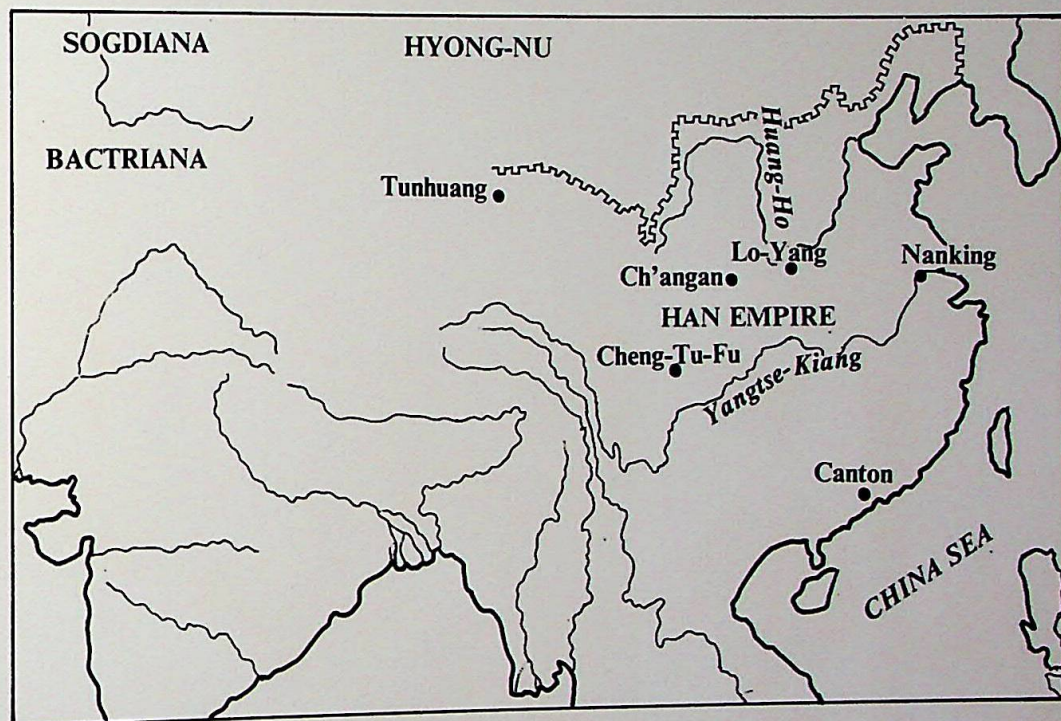 SOGDIANA
HYONG-NU
BACTRIANA
Huang-Ho
Tunhuang
Lo-Yang
Nanking
Ch'angan
HAN EMPIRE
Cheng-Tu-Fu
Yangtse-Kiang
Canton
CHINA SEA